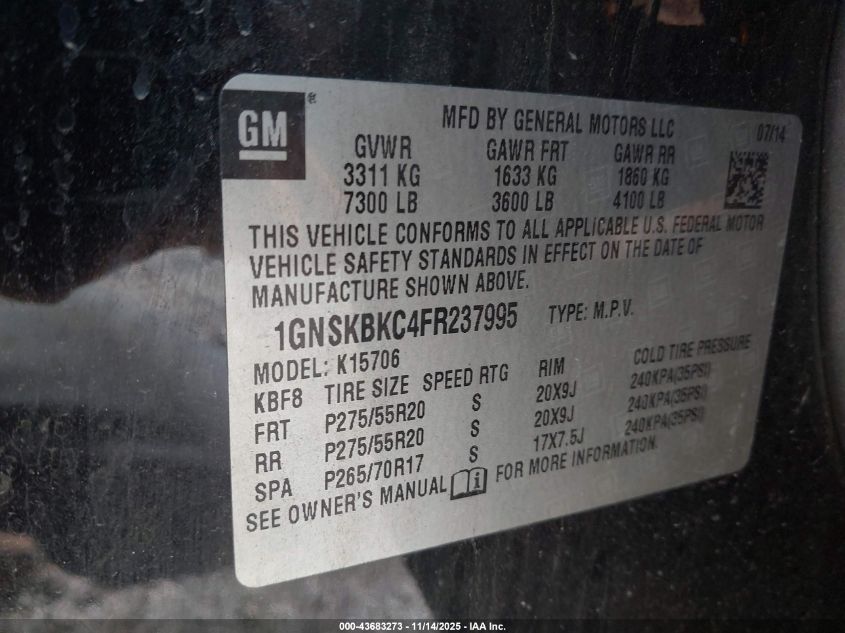 GM ®
MFD BY GENERAL MOTORS LLC 07/14
GVWR GAWR FRT GAWR RR
3311 KG 1633 KG 1860 KG
7300 LB 3600 LB 4100 LB
THIS VEHICLE CONFORMS TO ALL APPLICABLE U.S. FEDERAL MOTOR
VEHICLE SAFETY STANDARDS IN EFFECT ON THE DATE OF
MANUFACTURE SHOWN ABOVE.
1GNSKBKC4FR237995 TYPE: M.P.V.
MODEL: K15706
KBF8 TIRE SIZE SPEED RTG RIM COLD TIRE PRESSURE
FRT P275/55R20 S 20X9J 240KPA(35PSI)
RR P275/55R20 S 20X9J 240KPA(35PSI)
SPA P265/70R17 S 17X7.5J 240KPA(35PSI)
SEE OWNER'S MANUAL FOR MORE INFORMATION.
000-43683273 - 11/14/2025 - IAA Inc.